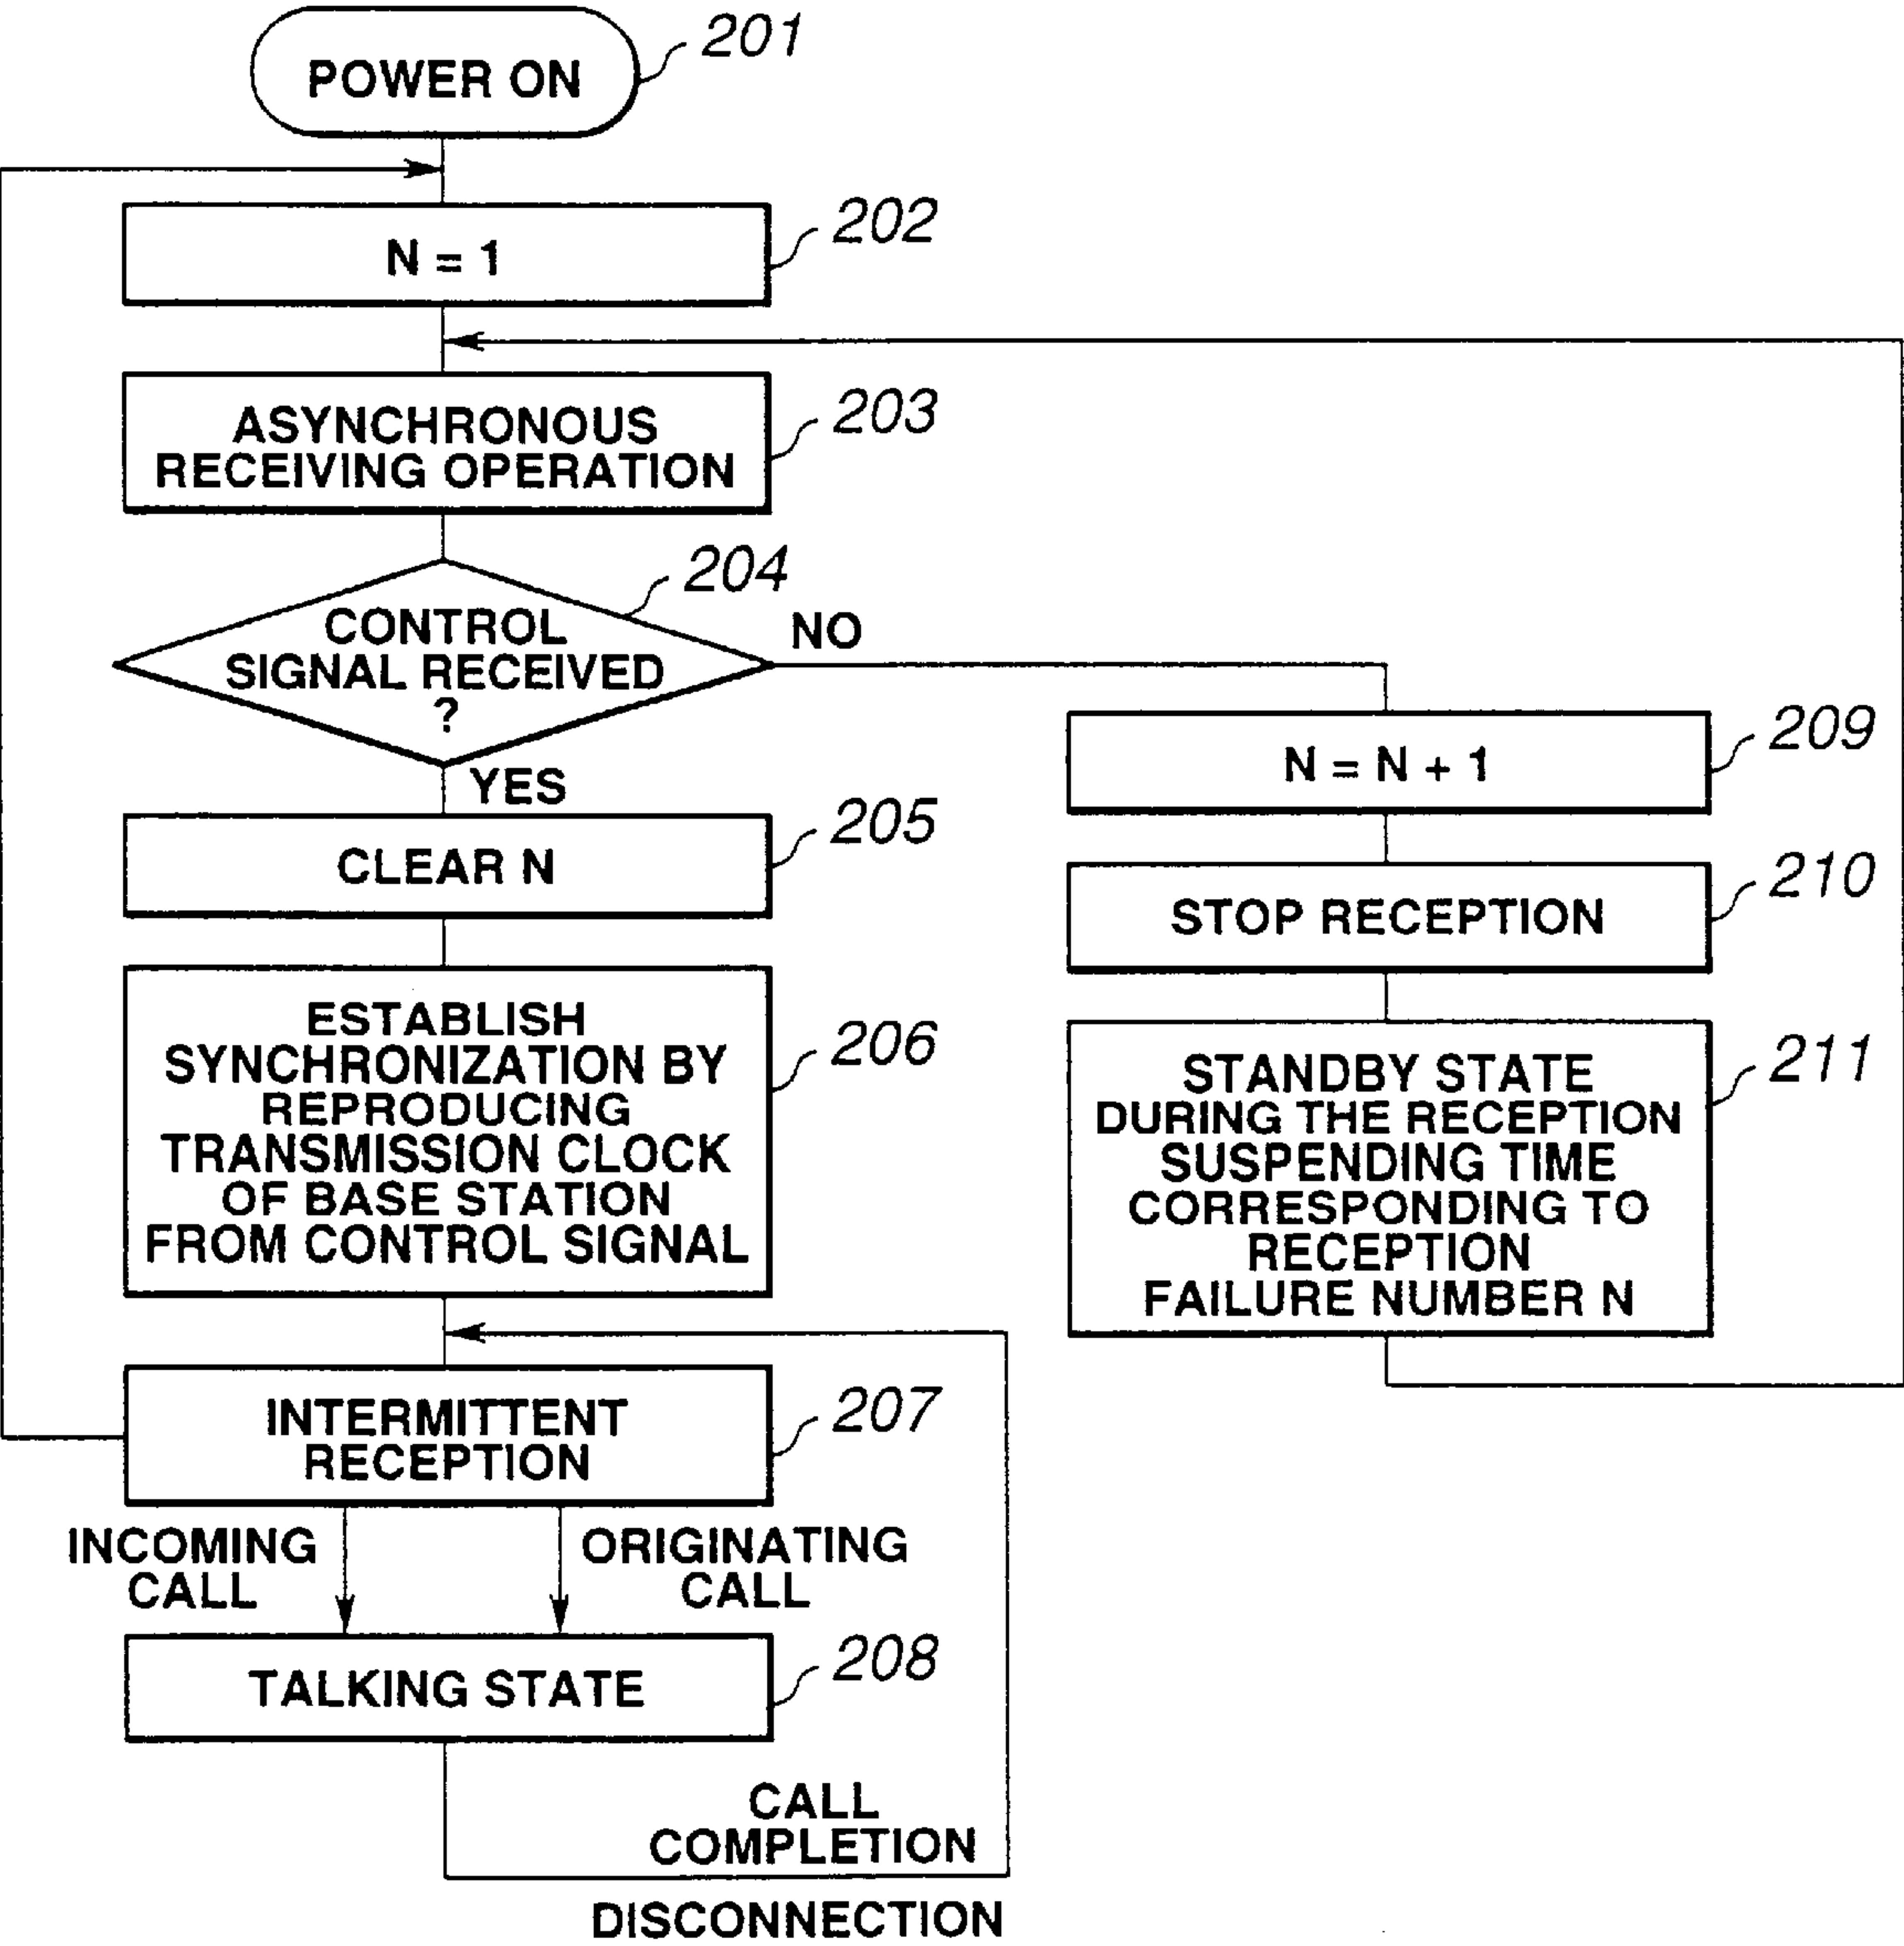 POWER ON
201
N = 1
202
ASYNCHRONOUS
RECEIVING OPERATION
203
CONTROL
SIGNAL RECEIVED
?
204
NO
YES
CLEAR N
205
ESTABLISH
SYNCHRONIZATION BY
REPRODUCING
TRANSMISSION CLOCK
OF BASE STATION
FROM CONTROL SIGNAL
206
INTERMITTENT
RECEPTION
207
INCOMING
CALL
ORIGINATING
CALL
TALKING STATE
208
CALL
COMPLETION
DISCONNECTION
N = N + 1
209
STOP RECEPTION
210
STANDBY STATE
DURING THE RECEPTION
SUSPENDING TIME
CORRESPONDING TO
RECEPTION
FAILURE NUMBER N
211